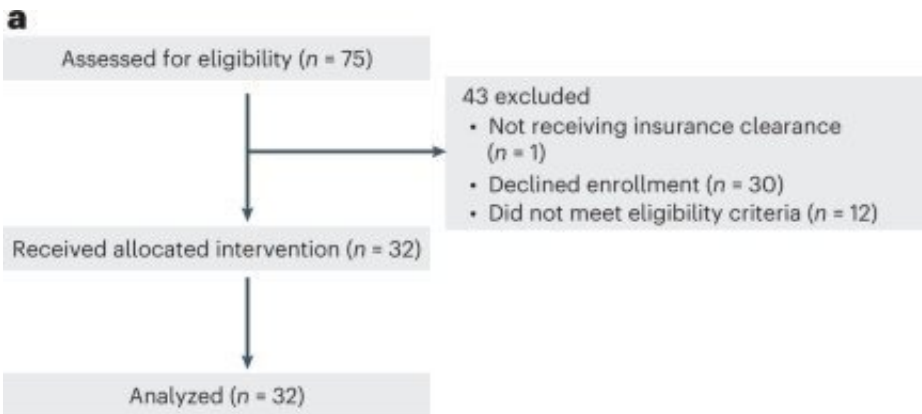 a
Assessed for eligibility (n = 75)
43 excluded
• Not receiving insurance clearance
(n = 1)
• Declined enrollment (n = 30)
• Did not meet eligibility criteria (n = 12)
Received allocated intervention (n = 32)
Analyzed (n = 32)